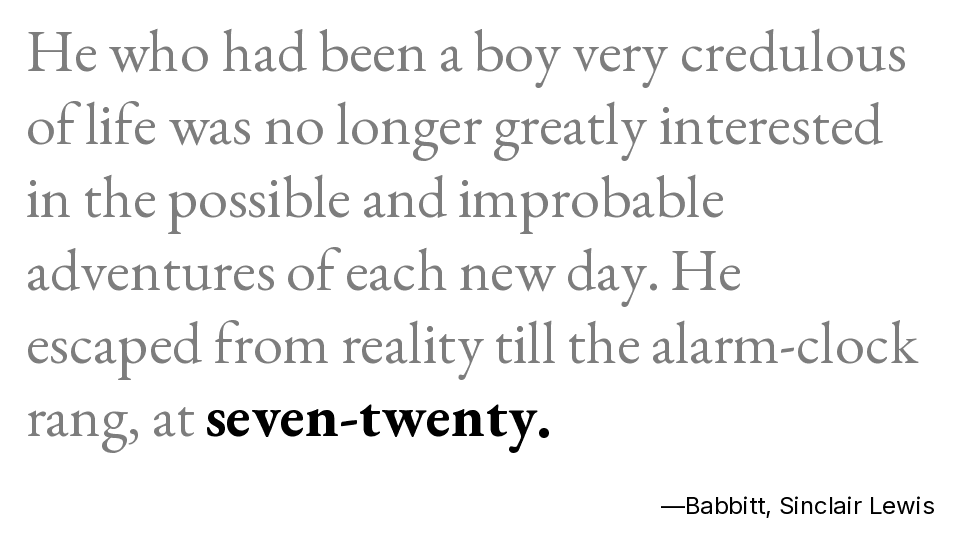 He who had been a boy very credulous
of life was no longer greatly interested
in the possible and improbable
adventures of each new day. He
escaped from reality till the alarm-clock
rang, at seven-twenty.
—Babbitt, Sinclair Lewis